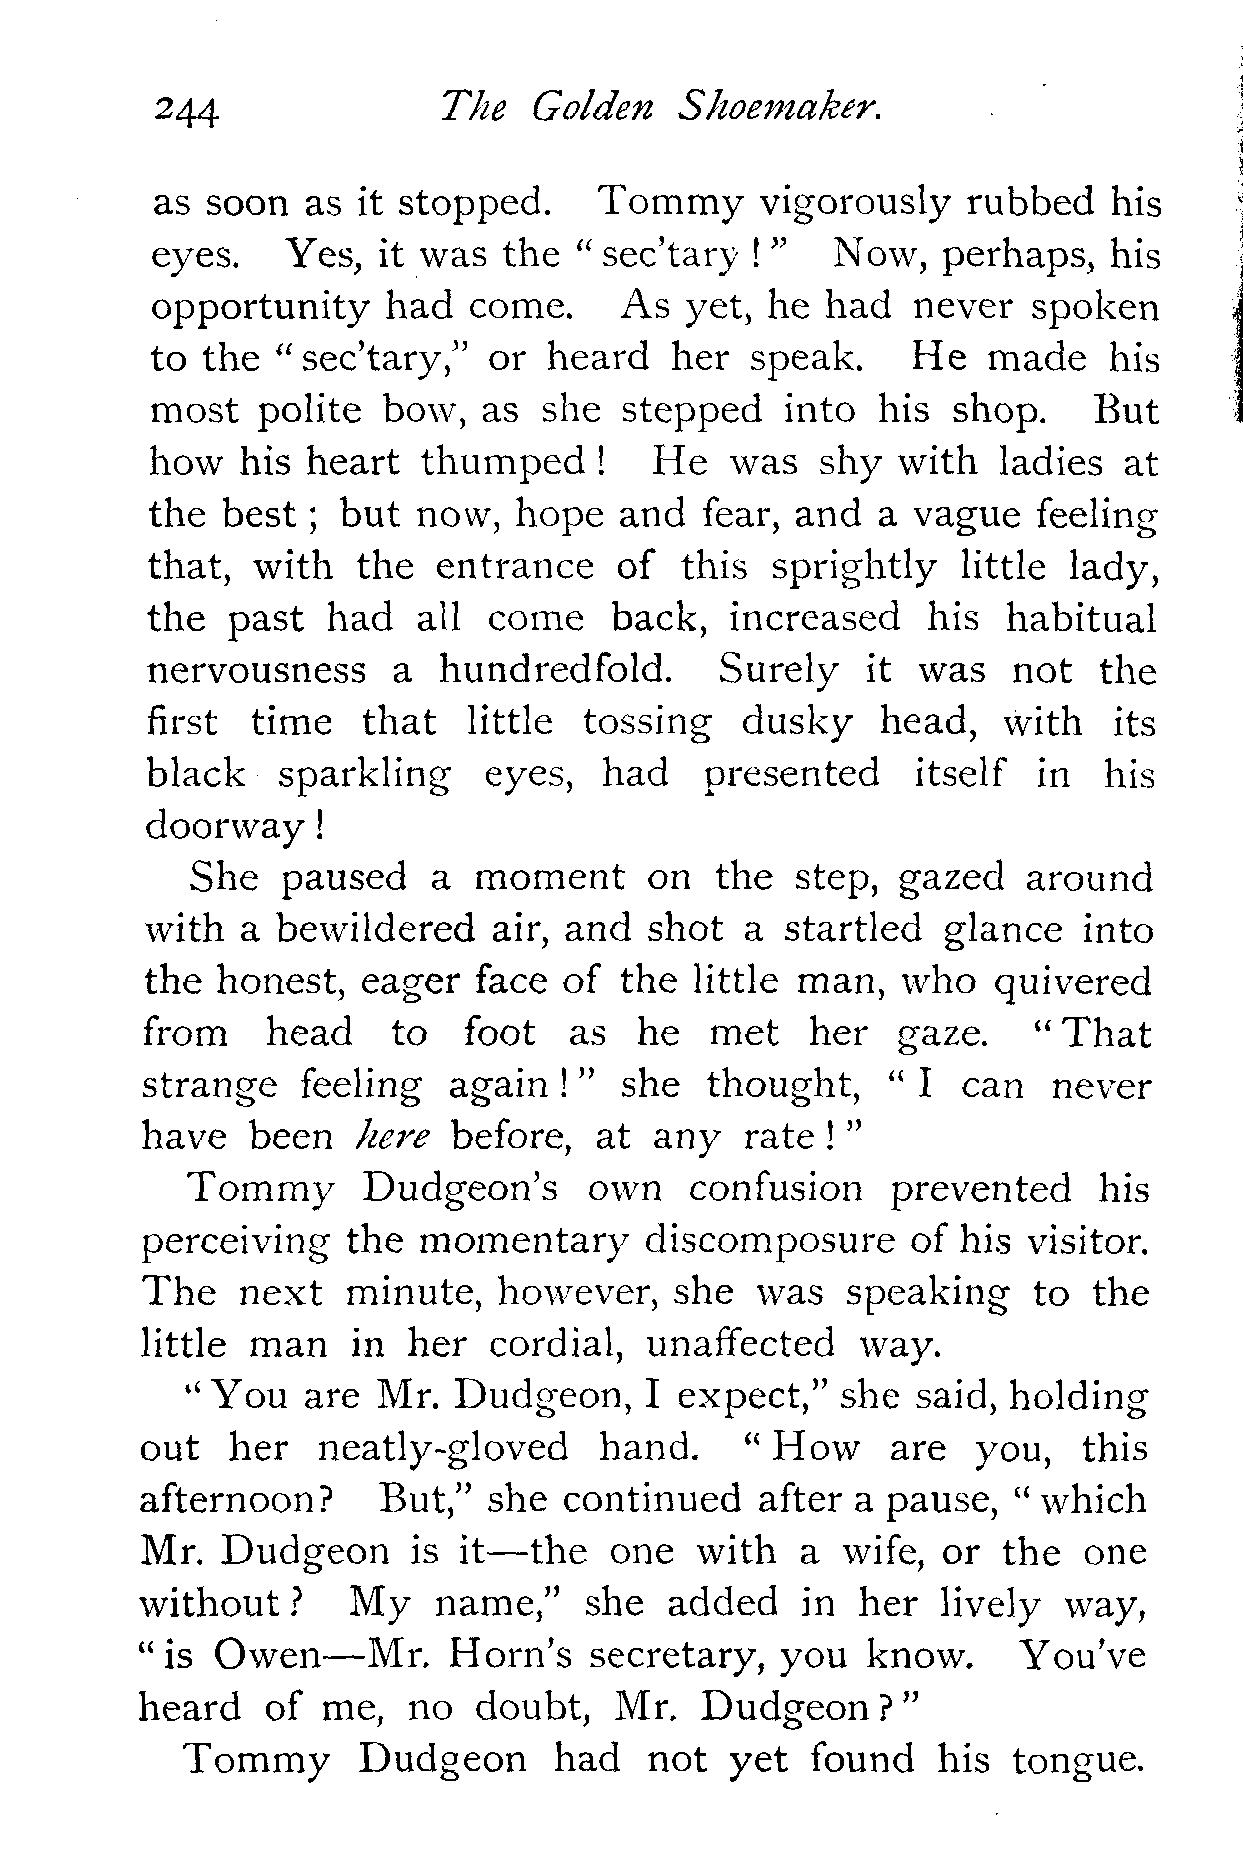 244 The Golden Shoemaker.
as soon as it stopped. Tommy vigorously rubbed his
eyes. Yes, it was the " sec'tary ! " Now, perhaps, his
opportunity had come. As yet, he had never spoken
to the " sec'tary," or heard her speak. He made his
most polite bow, as she stepped into his shop. But
how his heart thumped ! He was shy with ladies at
the best ; but now, hope and fear, and a vague feeling
that, with the entrance of this sprightly little lady,
the past had all come back, increased his habitual
nervousness a hundredfold. Surely it was not the
first time that little tossing dusky head, with its
black sparkling eyes, had presented itself in his
doorway !
She paused a moment on the step, gazed around
with a bewildered air, and shot a startled glance into
the honest, eager face of the little man, who quivered
from head to foot as he met her gaze. " That
strange feeling again ! " she thought, " I can never
have been here before, at any rate ! "
Tommy Dudgeon's own confusion prevented his
perceiving the momentary discomposure of his visitor.
The next minute, however, she was speaking to the
little man in her cordial, unaffected way.
" You are Mr. Dudgeon, I expect," she said, holding
out her neatly-gloved hand. " How are you, this
afternoon? But," she continued after a pause, " which
Mr. Dudgeon is it—the one with a wife, or the one
without ? My name," she added in her lively way,
" is Owen—Mr. Horn's secretary, you know. You've
heard of me, no doubt, Mr. Dudgeon ? "
Tommy Dudgeon had not yet found his tongue.